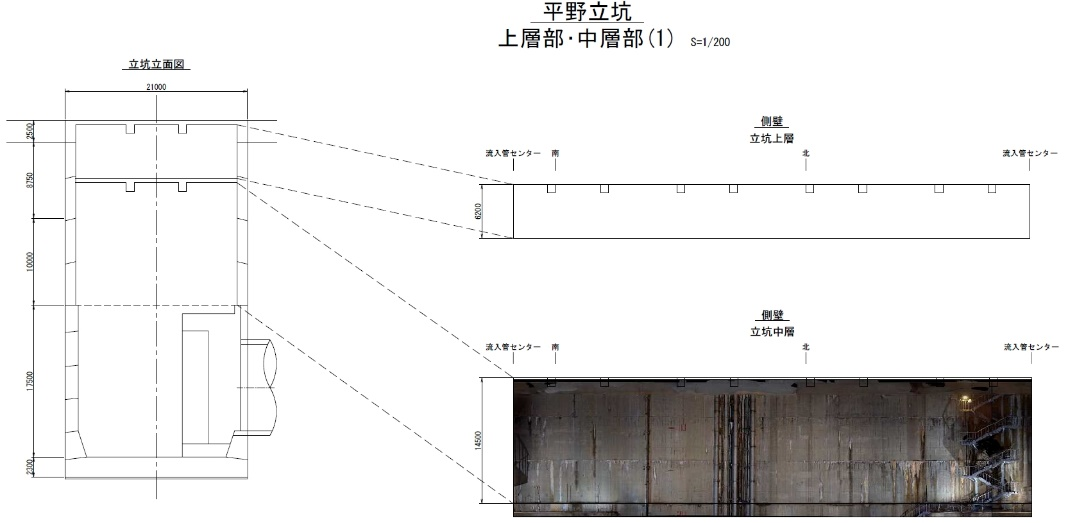 平野立坑
上層部・中層部(1) S=1/200
立坑立面図
21000
2500
8750
10000
17500
2300
側壁
立坑上層
流入管センター 南 北 流入管センター
6200
側壁
立坑中層
流入管センター 南 北 流入管センター
14500